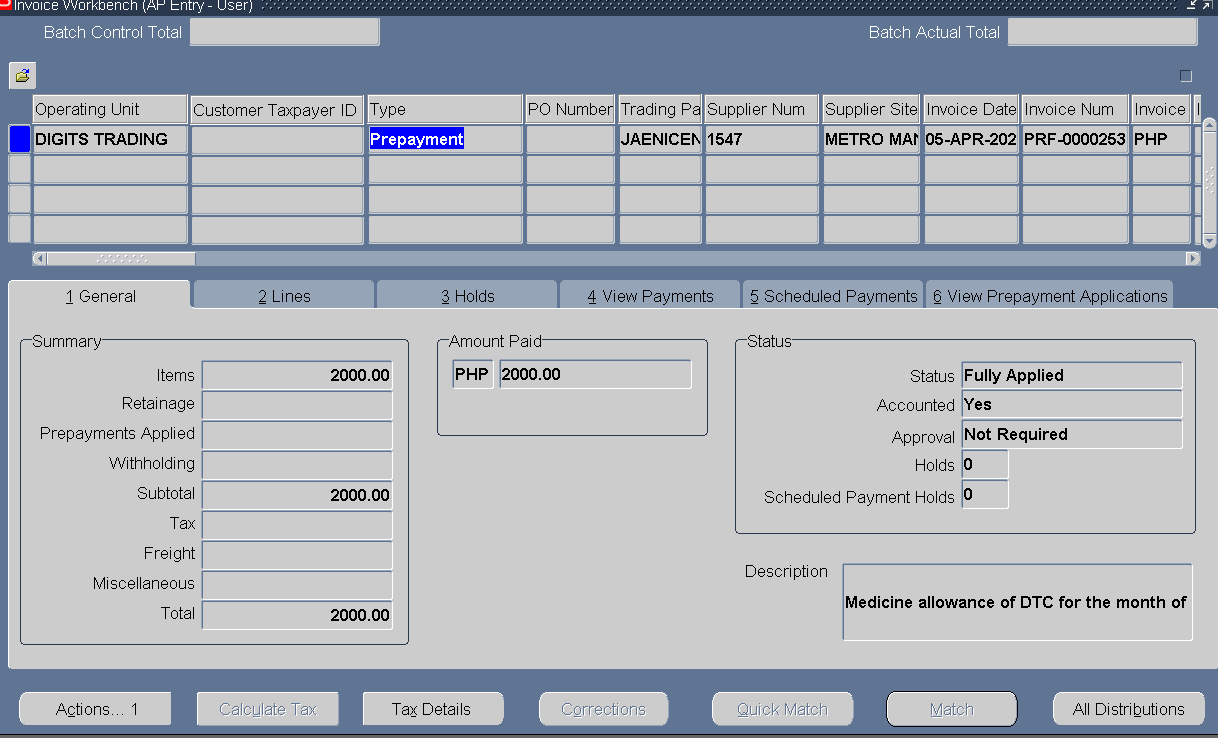 Invoice Workbench (AP Entry - User)
Batch Control Total Batch Actual Total
Operating Unit Customer Taxpayer ID Type PO Number Trading Pa Supplier Num Supplier Site Invoice Date Invoice Num Invoice
DIGITS TRADING Prepayment JAENICEN 1547 METRO MAN 05-APR-202 PRF-0000253 PHP
1 General 2 Lines 3 Holds 4 View Payments 5 Scheduled Payments 6 View Prepayment Applications
Summary
Items 2000.00
Retainage
Prepayments Applied
Withholding
Subtotal 2000.00
Tax
Freight
Miscellaneous
Total 2000.00
Amount Paid
PHP 2000.00
Status
Status Fully Applied
Accounted Yes
Approval Not Required
Holds 0
Scheduled Payment Holds 0
Description Medicine allowance of DTC for the month of
Actions... 1 Calculate Tax Tax Details Corrections Quick Match Match All Distributions